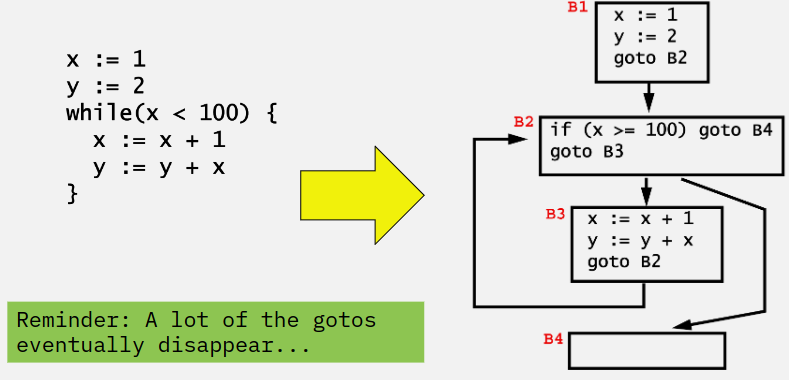 x := 1
y := 2
while(x < 100) {
  x := x + 1
  y := y + x
}
Reminder: A lot of the gotos
eventually disappear...
B1
x := 1
y := 2
goto B2
B2
if (x >= 100) goto B4
goto B3
B3
x := x + 1
y := y + x
goto B2
B4